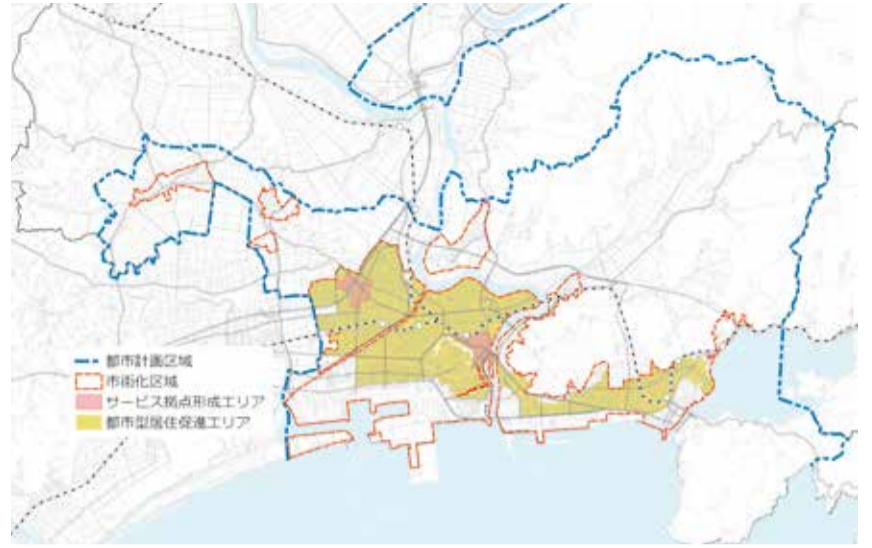 都市計画区域
市街化区域
サービス拠点形成エリア
都市型居住促進エリア